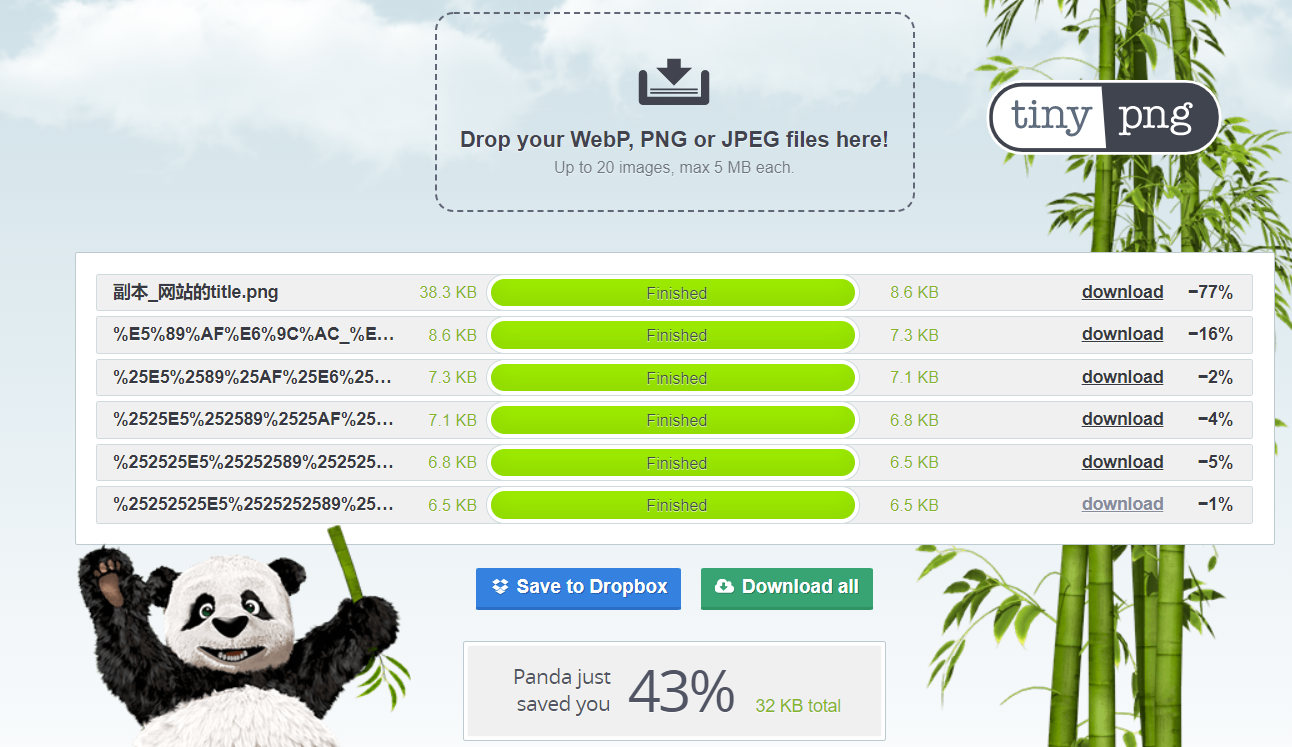 tiny png
Drop your WebP, PNG or JPEG files here!
Up to 20 images, max 5 MB each.
副本_网站的title.png 38.3 KB Finished 8.6 KB download −77%
%E5%89%AF%E6%9C%AC_%E... 8.6 KB Finished 7.3 KB download −16%
%25E5%2589%25AF%25E6%25... 7.3 KB Finished 7.1 KB download −2%
%2525E5%252589%2525AF%25... 7.1 KB Finished 6.8 KB download −4%
%252525E5%25252589%252525... 6.8 KB Finished 6.5 KB download −5%
%25252525E5%2525252589%25... 6.5 KB Finished 6.5 KB download −1%
Save to Dropbox Download all
Panda just
saved you 43% 32 KB total